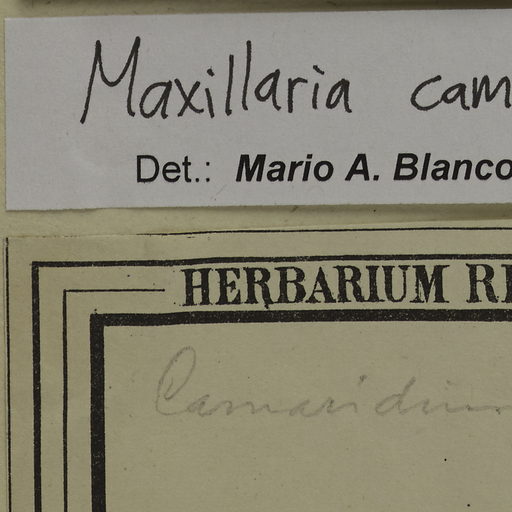 Maxillaria cam
Det.: Mario A. Blanco
HERBARIUM RE
Camaridium